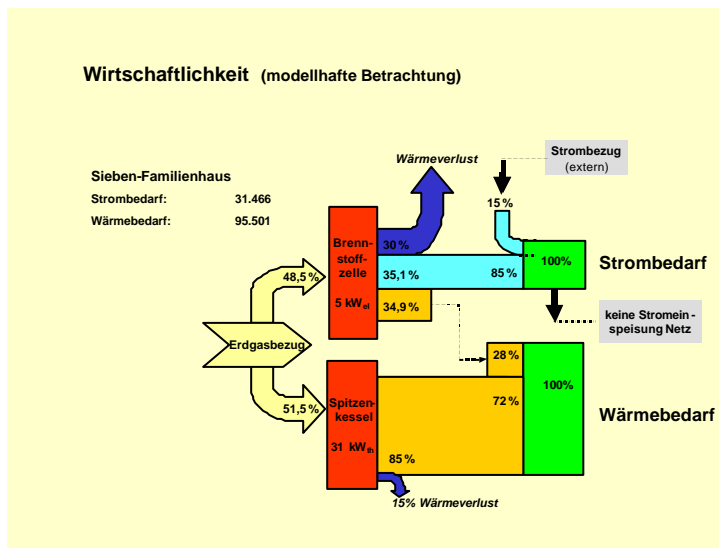 Wirtschaftlichkeit (modellhafte Betrachtung)
Sieben-Familienhaus
Strombedarf: 31.466
Wärmebedarf: 95.501
Wärmeverlust
Strombezug
(extern)
15 %
30 %
Brenn-
stoff-
zelle
5 kWel
35,1 %
85 %
100%
Strombedarf
48,5 %
34,9 %
keine Stromein -
speisung Netz
Erdgasbezug
28 %
100%
51,5 %
Spitzen-
kessel
31 kWth
72 %
Wärmebedarf
85 %
15% Wärmeverlust